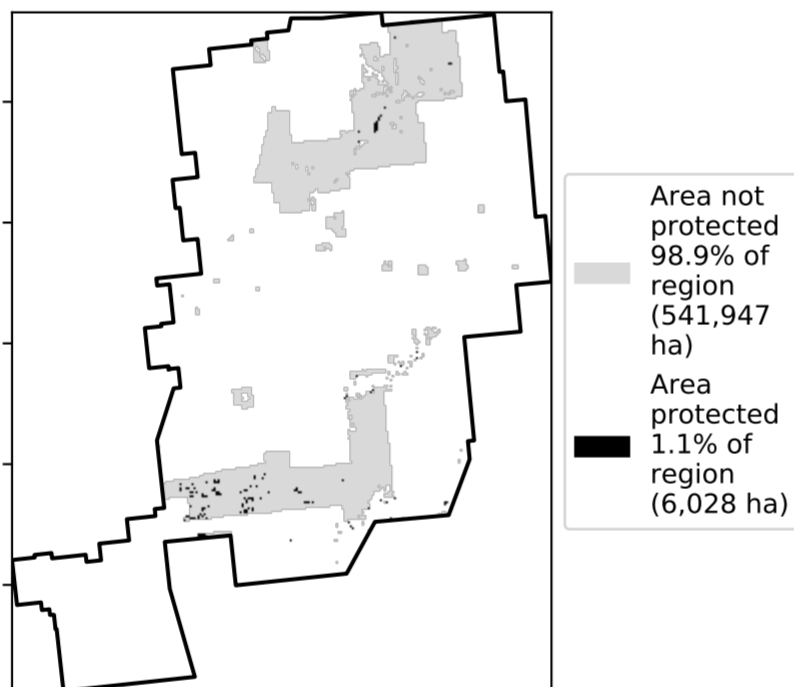 Area not
protected
98.9% of
region
(541,947
ha)
Area
protected
1.1% of
region
(6,028 ha)